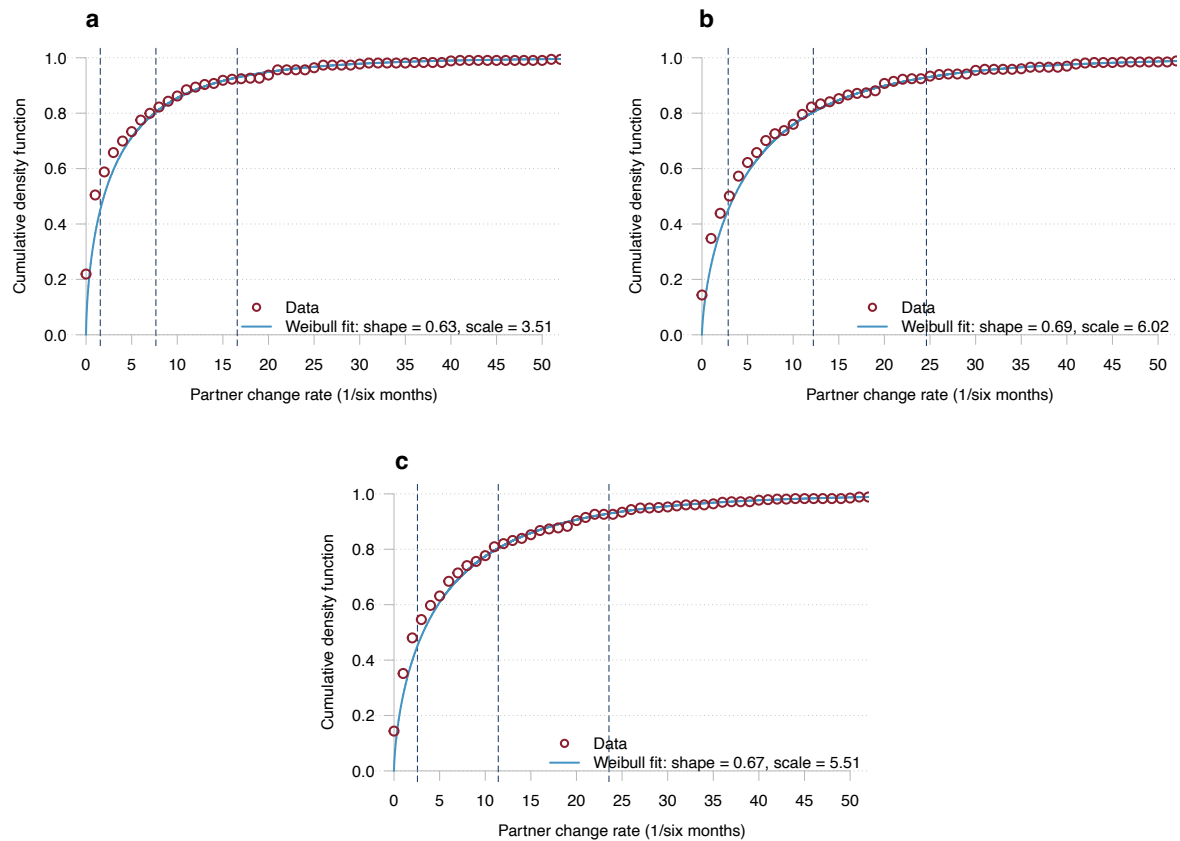 a
Cumulative density function
1.0
0.8
0.6
0.4
0.2
0.0
Data
Weibull fit: shape = 0.63, scale = 3.51
0 5 10 15 20 25 30 35 40 45 50
Partner change rate (1/six months)
b
Cumulative density function
1.0
0.8
0.6
0.4
0.2
0.0
Data
Weibull fit: shape = 0.69, scale = 6.02
0 5 10 15 20 25 30 35 40 45 50
Partner change rate (1/six months)
c
Cumulative density function
1.0
0.8
0.6
0.4
0.2
0.0
Data
Weibull fit: shape = 0.67, scale = 5.51
0 5 10 15 20 25 30 35 40 45 50
Partner change rate (1/six months)